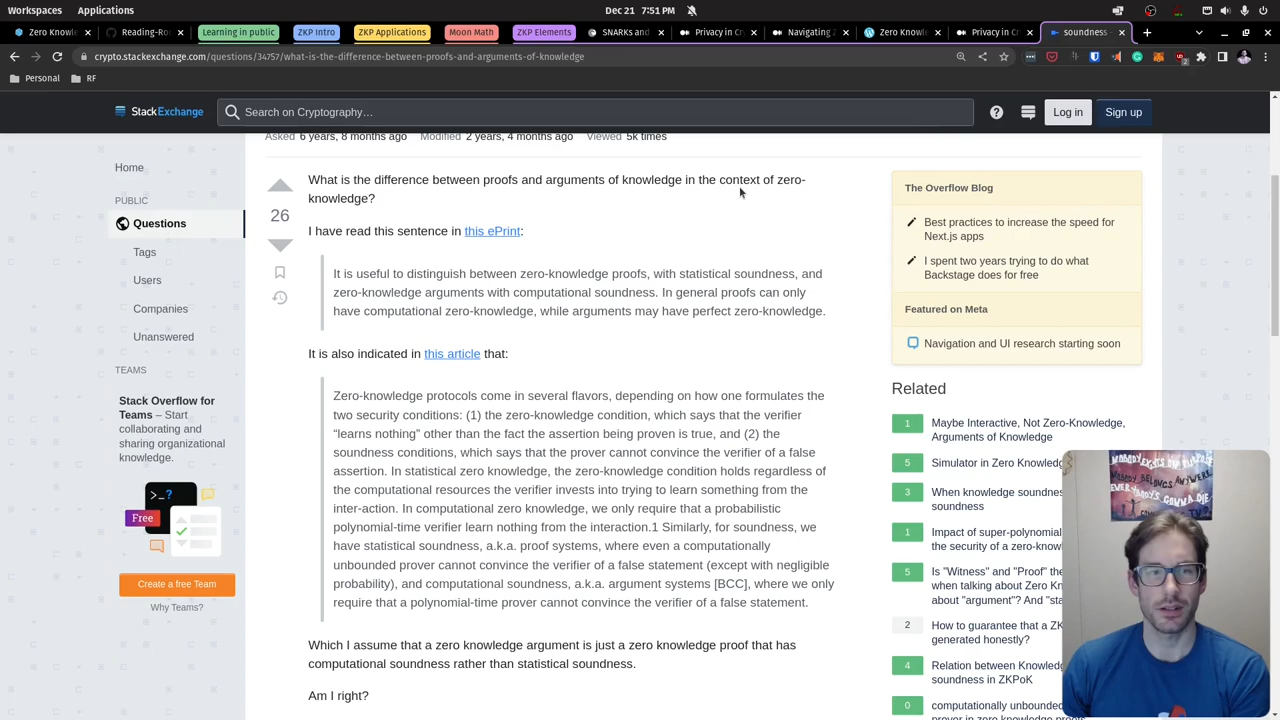 Workspaces Applications Dec 21 7:51 PM
Zero Knowle Reading-Ro Learning in public ZKP Intro ZKP Applications Moon Math ZKP Elements SNARKs and Privacy in Cr Navigating Z Zero Knowle Privacy in Cr soundness
crypto.stackexchange.com/questions/34757/what-is-the-difference-between-proofs-and-arguments-of-knowledge
Personal RF
StackExchange Search on Cryptography… Log in Sign up
Asked 6 years, 8 months ago Modified 2 years, 4 months ago Viewed 5k times
Home
PUBLIC
Questions
Tags
Users
Companies
Unanswered
TEAMS
Stack Overflow for
Teams – Start
collaborating and
sharing organizational
knowledge.
>_?
Free
Create a free Team
Why Teams?
26
What is the difference between proofs and arguments of knowledge in the context of zero-
knowledge?
I have read this sentence in this ePrint:
It is useful to distinguish between zero-knowledge proofs, with statistical soundness, and
zero-knowledge arguments with computational soundness. In general proofs can only
have computational zero-knowledge, while arguments may have perfect zero-knowledge.
It is also indicated in this article that:
Zero-knowledge protocols come in several flavors, depending on how one formulates the
two security conditions: (1) the zero-knowledge condition, which says that the verifier
“learns nothing” other than the fact the assertion being proven is true, and (2) the
soundness conditions, which says that the prover cannot convince the verifier of a false
assertion. In statistical zero knowledge, the zero-knowledge condition holds regardless of
the computational resources the verifier invests into trying to learn something from the
inter-action. In computational zero knowledge, we only require that a probabilistic
polynomial-time verifier learn nothing from the interaction.1 Similarly, for soundness, we
have statistical soundness, a.k.a. proof systems, where even a computationally
unbounded prover cannot convince the verifier of a false statement (except with negligible
probability), and computational soundness, a.k.a. argument systems [BCC], where we only
require that a polynomial-time prover cannot convince the verifier of a false statement.
Which I assume that a zero knowledge argument is just a zero knowledge proof that has
computational soundness rather than statistical soundness.
Am I right?
The Overflow Blog
Best practices to increase the speed for
Next.js apps
I spent two years trying to do what
Backstage does for free
Featured on Meta
Navigation and UI research starting soon
Related
1 Maybe Interactive, Not Zero-Knowledge,
Arguments of Knowledge
5 Simulator in Zero Knowledg
3 When knowledge soundnes
soundness
1 Impact of super-polynomial
the security of a zero-know
5 Is "Witness" and "Proof" the
when talking about Zero Kn
about "argument"? And "sta
2 How to guarantee that a ZK
generated honestly?
4 Relation between Knowled
soundness in ZKPoK
0 computationally unbounded
prover in zero knowledge proofs
NOBODY EXISTS ON PURPOSE
NOBODY BELONGS ANYWHERE
EVERYBODY'S GONNA DIE